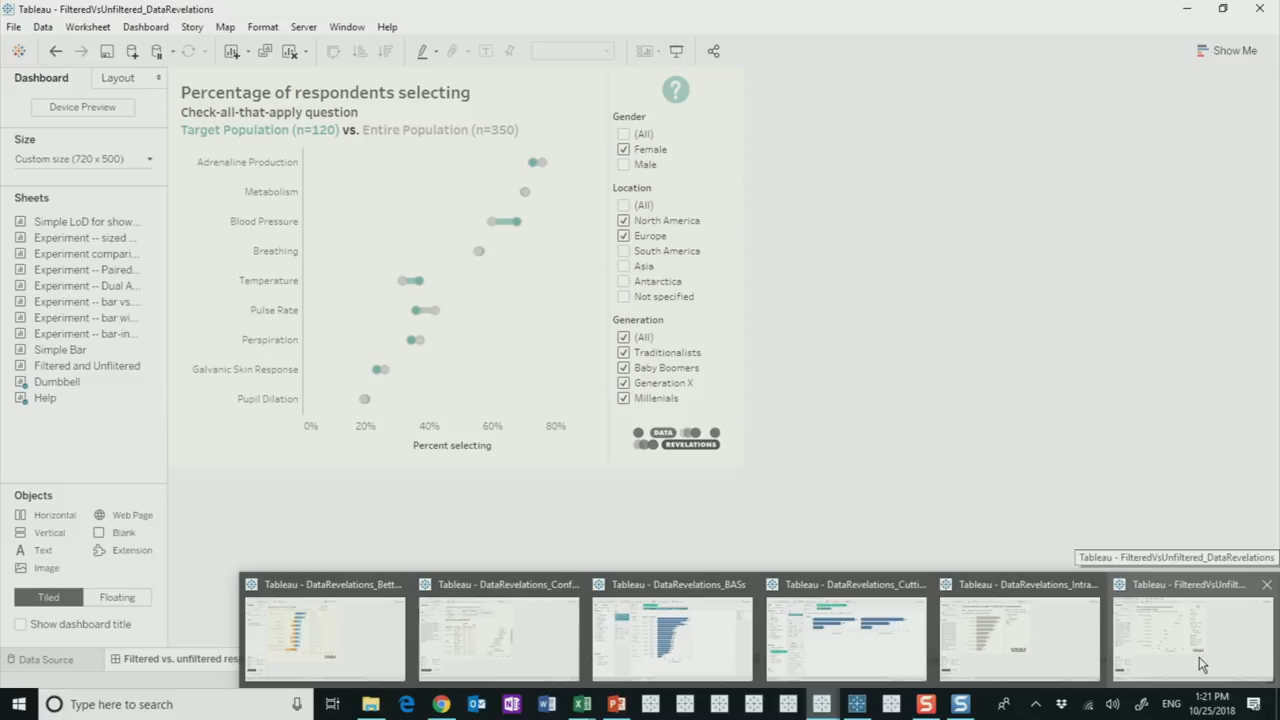 Tableau - FilteredVsUnfiltered_DataRevelations
File Data Worksheet Dashboard Story Map Format Server Window Help
Show Me
Dashboard Layout
Device Preview
Size
Custom size (720 x 500)
Sheets
Simple LoD for show...
Experiment -- sized ...
Experiment compari...
Experiment -- Paired...
Experiment -- Dual A...
Experiment -- bar vs....
Experiment -- bar wi...
Experiment -- bar-in...
Simple Bar
Filtered and Unfiltered
Dumbbell
Help
Objects
Horizontal Web Page
Vertical Blank
Text Extension
Image
Tiled Floating
Show dashboard title
Data Source Filtered vs. unfiltered res
Percentage of respondents selecting
Check-all-that-apply question
Target Population (n=120) vs. Entire Population (n=350)
Adrenaline Production
Metabolism
Blood Pressure
Breathing
Temperature
Pulse Rate
Perspiration
Galvanic Skin Response
Pupil Dilation
0% 20% 40% 60% 80%
Percent selecting
?
Gender
(All)
Female
Male
Location
(All)
North America
Europe
South America
Asia
Antarctica
Not specified
Generation
(All)
Traditionalists
Baby Boomers
Generation X
Millenials
DATA
REVELATIONS
Tableau - FilteredVsUnfiltered_DataRevelations
Tableau - DataRevelations_Bett...
Tableau - DataRevelations_Conf...
Tableau - DataRevelations_BASs
Tableau - DataRevelations_Cutti...
Tableau - DataRevelations_Intra...
Tableau - FilteredVsUnfilt...
Type here to search
ENG
1:21 PM
10/25/2018